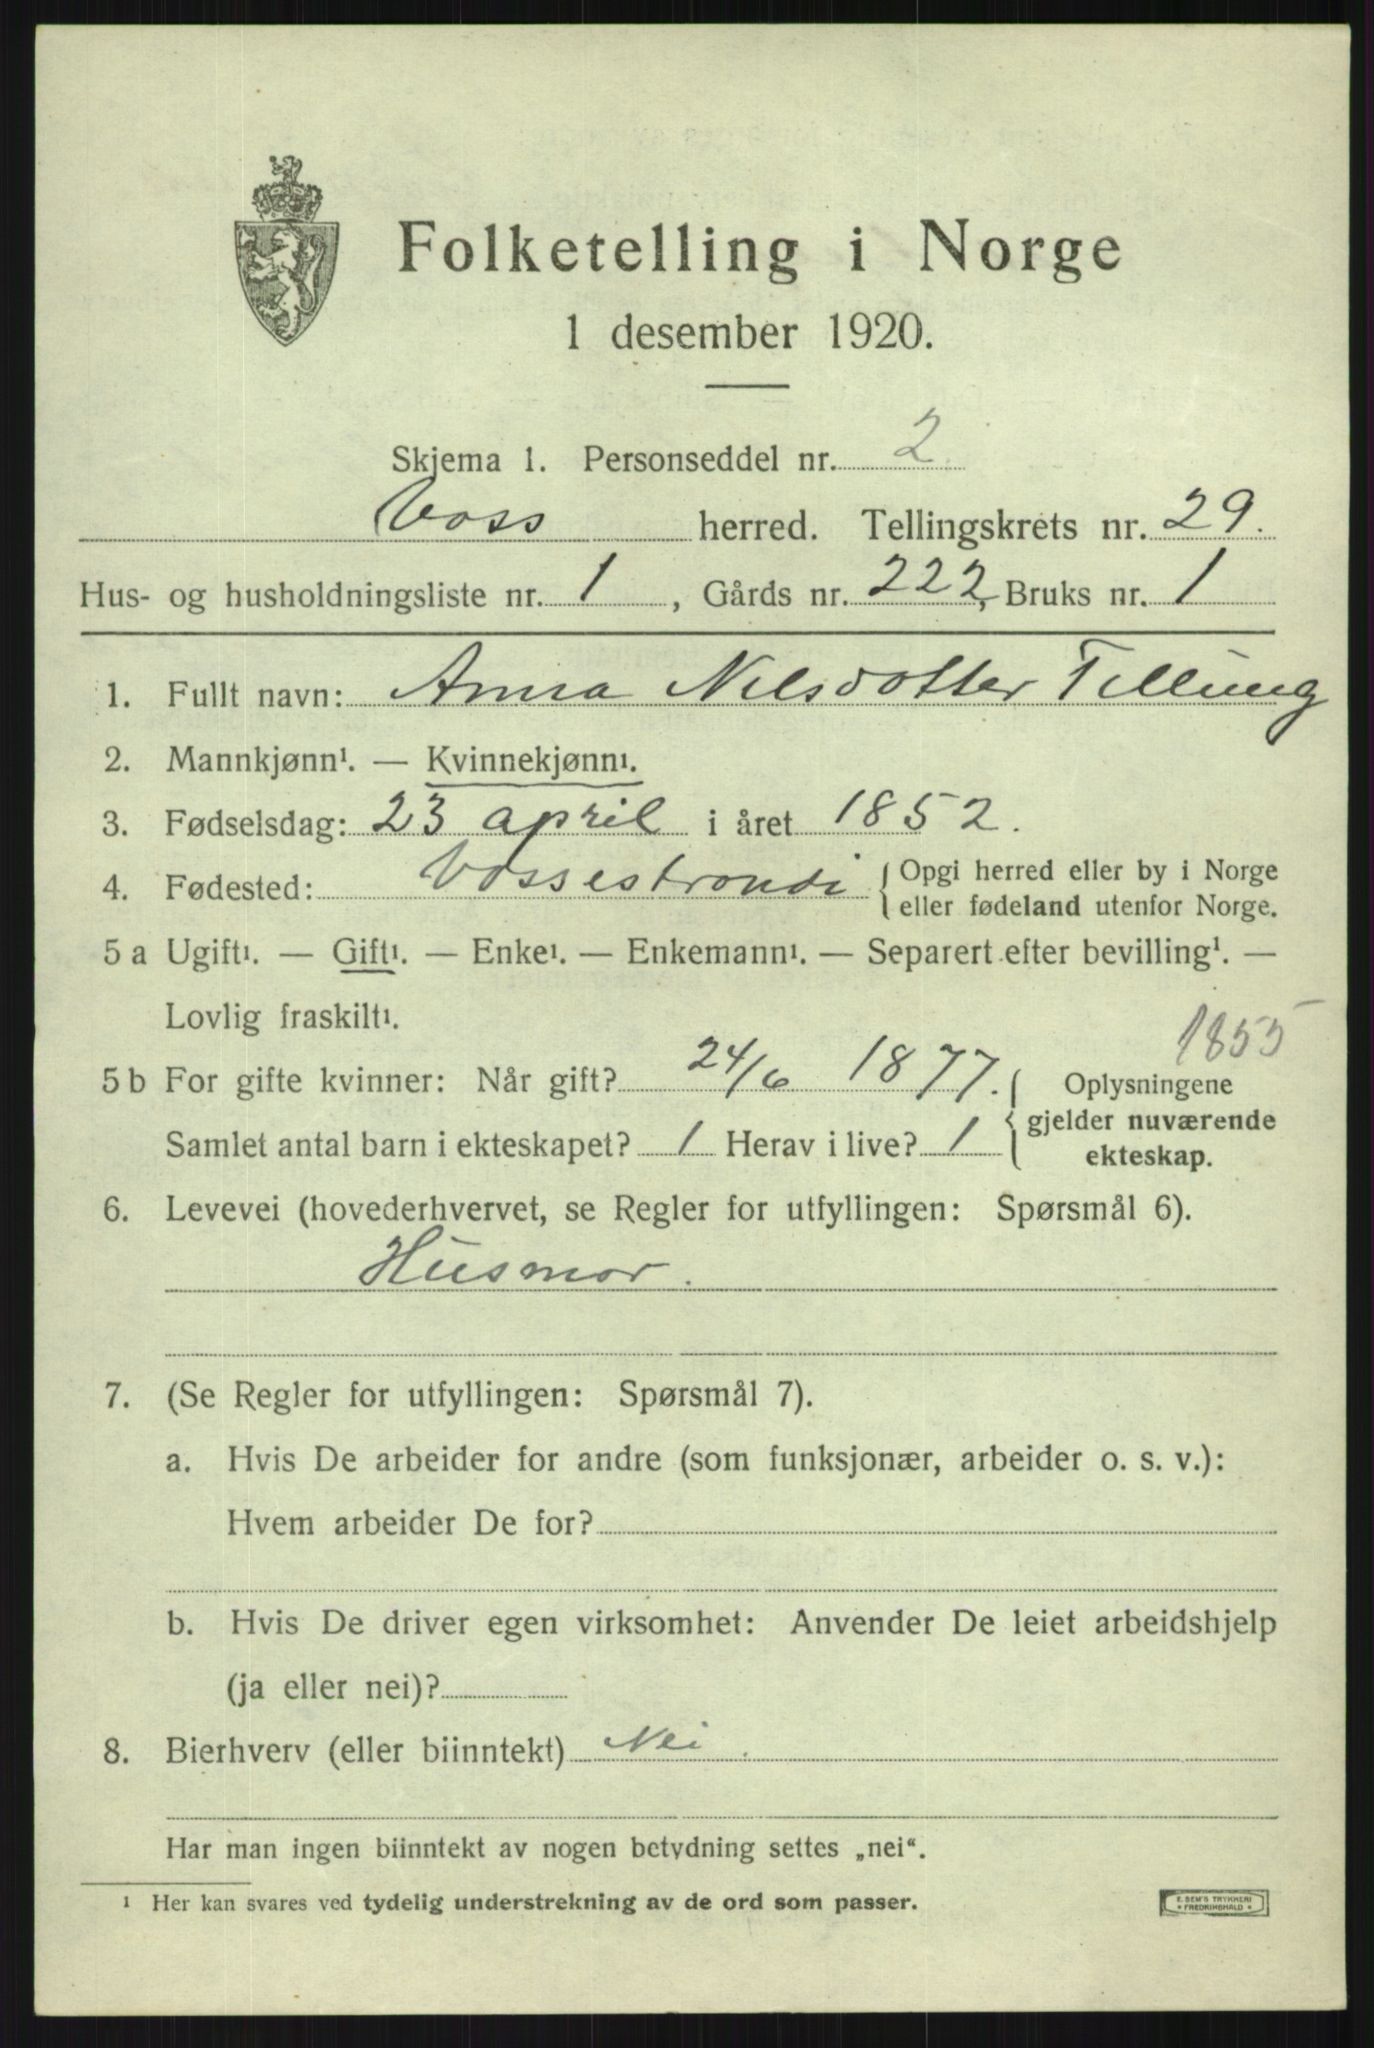 Folketelling i Norge
1 desember 1920.
Skjema 1. Personseddel nr. 2
Voss herred. Tellingskrets nr. 29.
Hus- og husholdningsliste nr. 1, Gårds nr. 222, Bruks nr. 1
1. Fullt navn: Anna Nilsdotter Tillung
2. Mannkjønn¹. — Kvinnekjønn¹.
3. Fødselsdag: 23 april i året 1852.
4. Fødested: Vossestrondi { Opgi herred eller by i Norge
eller fødeland utenfor Norge.
5 a Ugift¹. — Gift¹. — Enke¹. — Enkemann¹. — Separert efter bevilling¹. —
Lovlig fraskilt¹.
1855
5 b For gifte kvinner: Når gift? 24/6 1877. { Oplysningene
gjelder nuværende
Samlet antal barn i ekteskapet? 1 Herav i live? 1
ekteskap.
6. Levevei (hovederhvervet, se Regler for utfyllingen: Spørsmål 6).
Husmor.
7. (Se Regler for utfyllingen: Spørsmål 7).
a. Hvis De arbeider for andre (som funksjonær, arbeider o. s. v.):
Hvem arbeider De for?
b. Hvis De driver egen virksomhet: Anvender De leiet arbeidshjelp
(ja eller nei)?
8. Bierhverv (eller biinntekt) Nei.
Har man ingen biinntekt av nogen betydning settes „nei“.
¹ Her kan svares ved tydelig understrekning av de ord som passer.
E. SEM'S TRYKKERI
* FREDRIKSHALD *